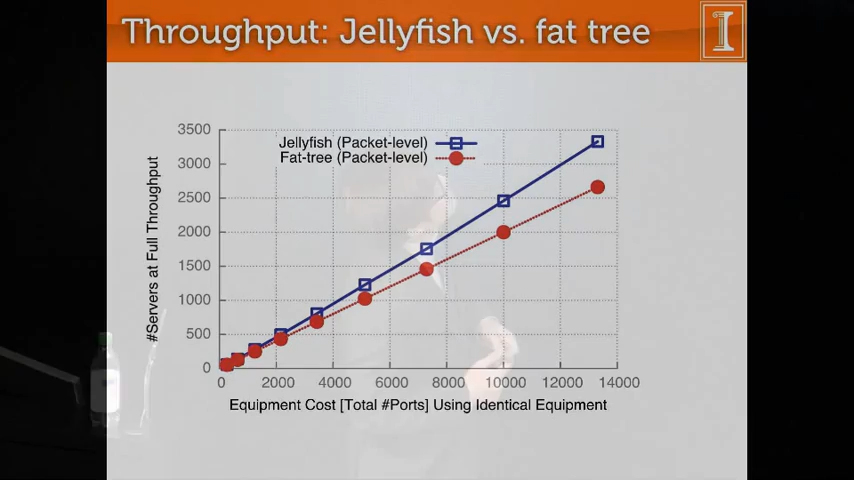 Throughput: Jellyfish vs. fat tree
I
3500
3000
2500
2000
1500
1000
500
0
#Servers at Full Throughput
Jellyfish (Packet-level)
Fat-tree (Packet-level)
0 2000 4000 6000 8000 10000 12000 14000
Equipment Cost [Total #Ports] Using Identical Equipment